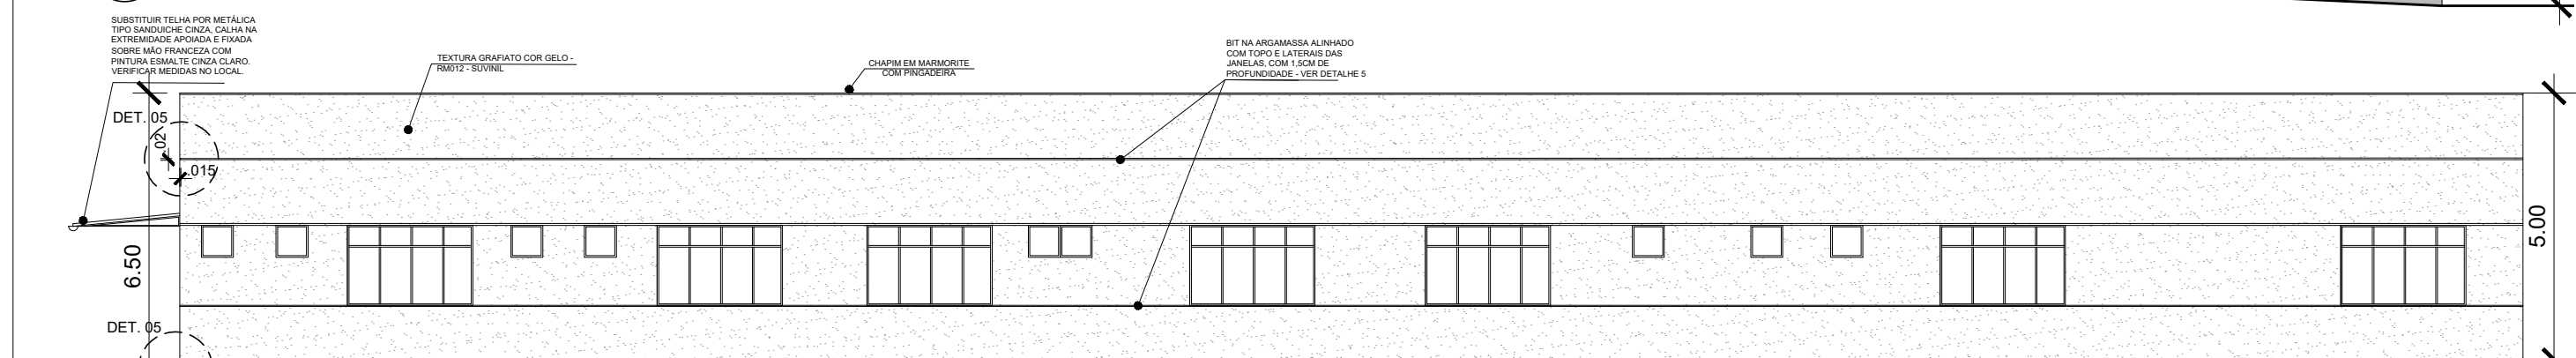 SUBSTITUIR TELHA POR METÁLICA
TIPO SANDUICHE CINZA, CALHA NA
EXTREMIDADE APOIADA E FIXADA
SOBRE MÃO FRANCEZA COM
PINTURA ESMALTE CINZA CLARO.
VERIFICAR MEDIDAS NO LOCAL.
TEXTURA GRAFIATO COR GELO -
RM012 - SUVINIL
CHAPIM EM MARMORITE
COM PINGADEIRA
BIT NA ARGAMASSA ALINHADO
COM TOPO E LATERAIS DAS
JANELAS, COM 1,5CM DE
PROFUNDIDADE - VER DETALHE 5
DET. 05
.02
.015
6.50
5.00
DET. 05